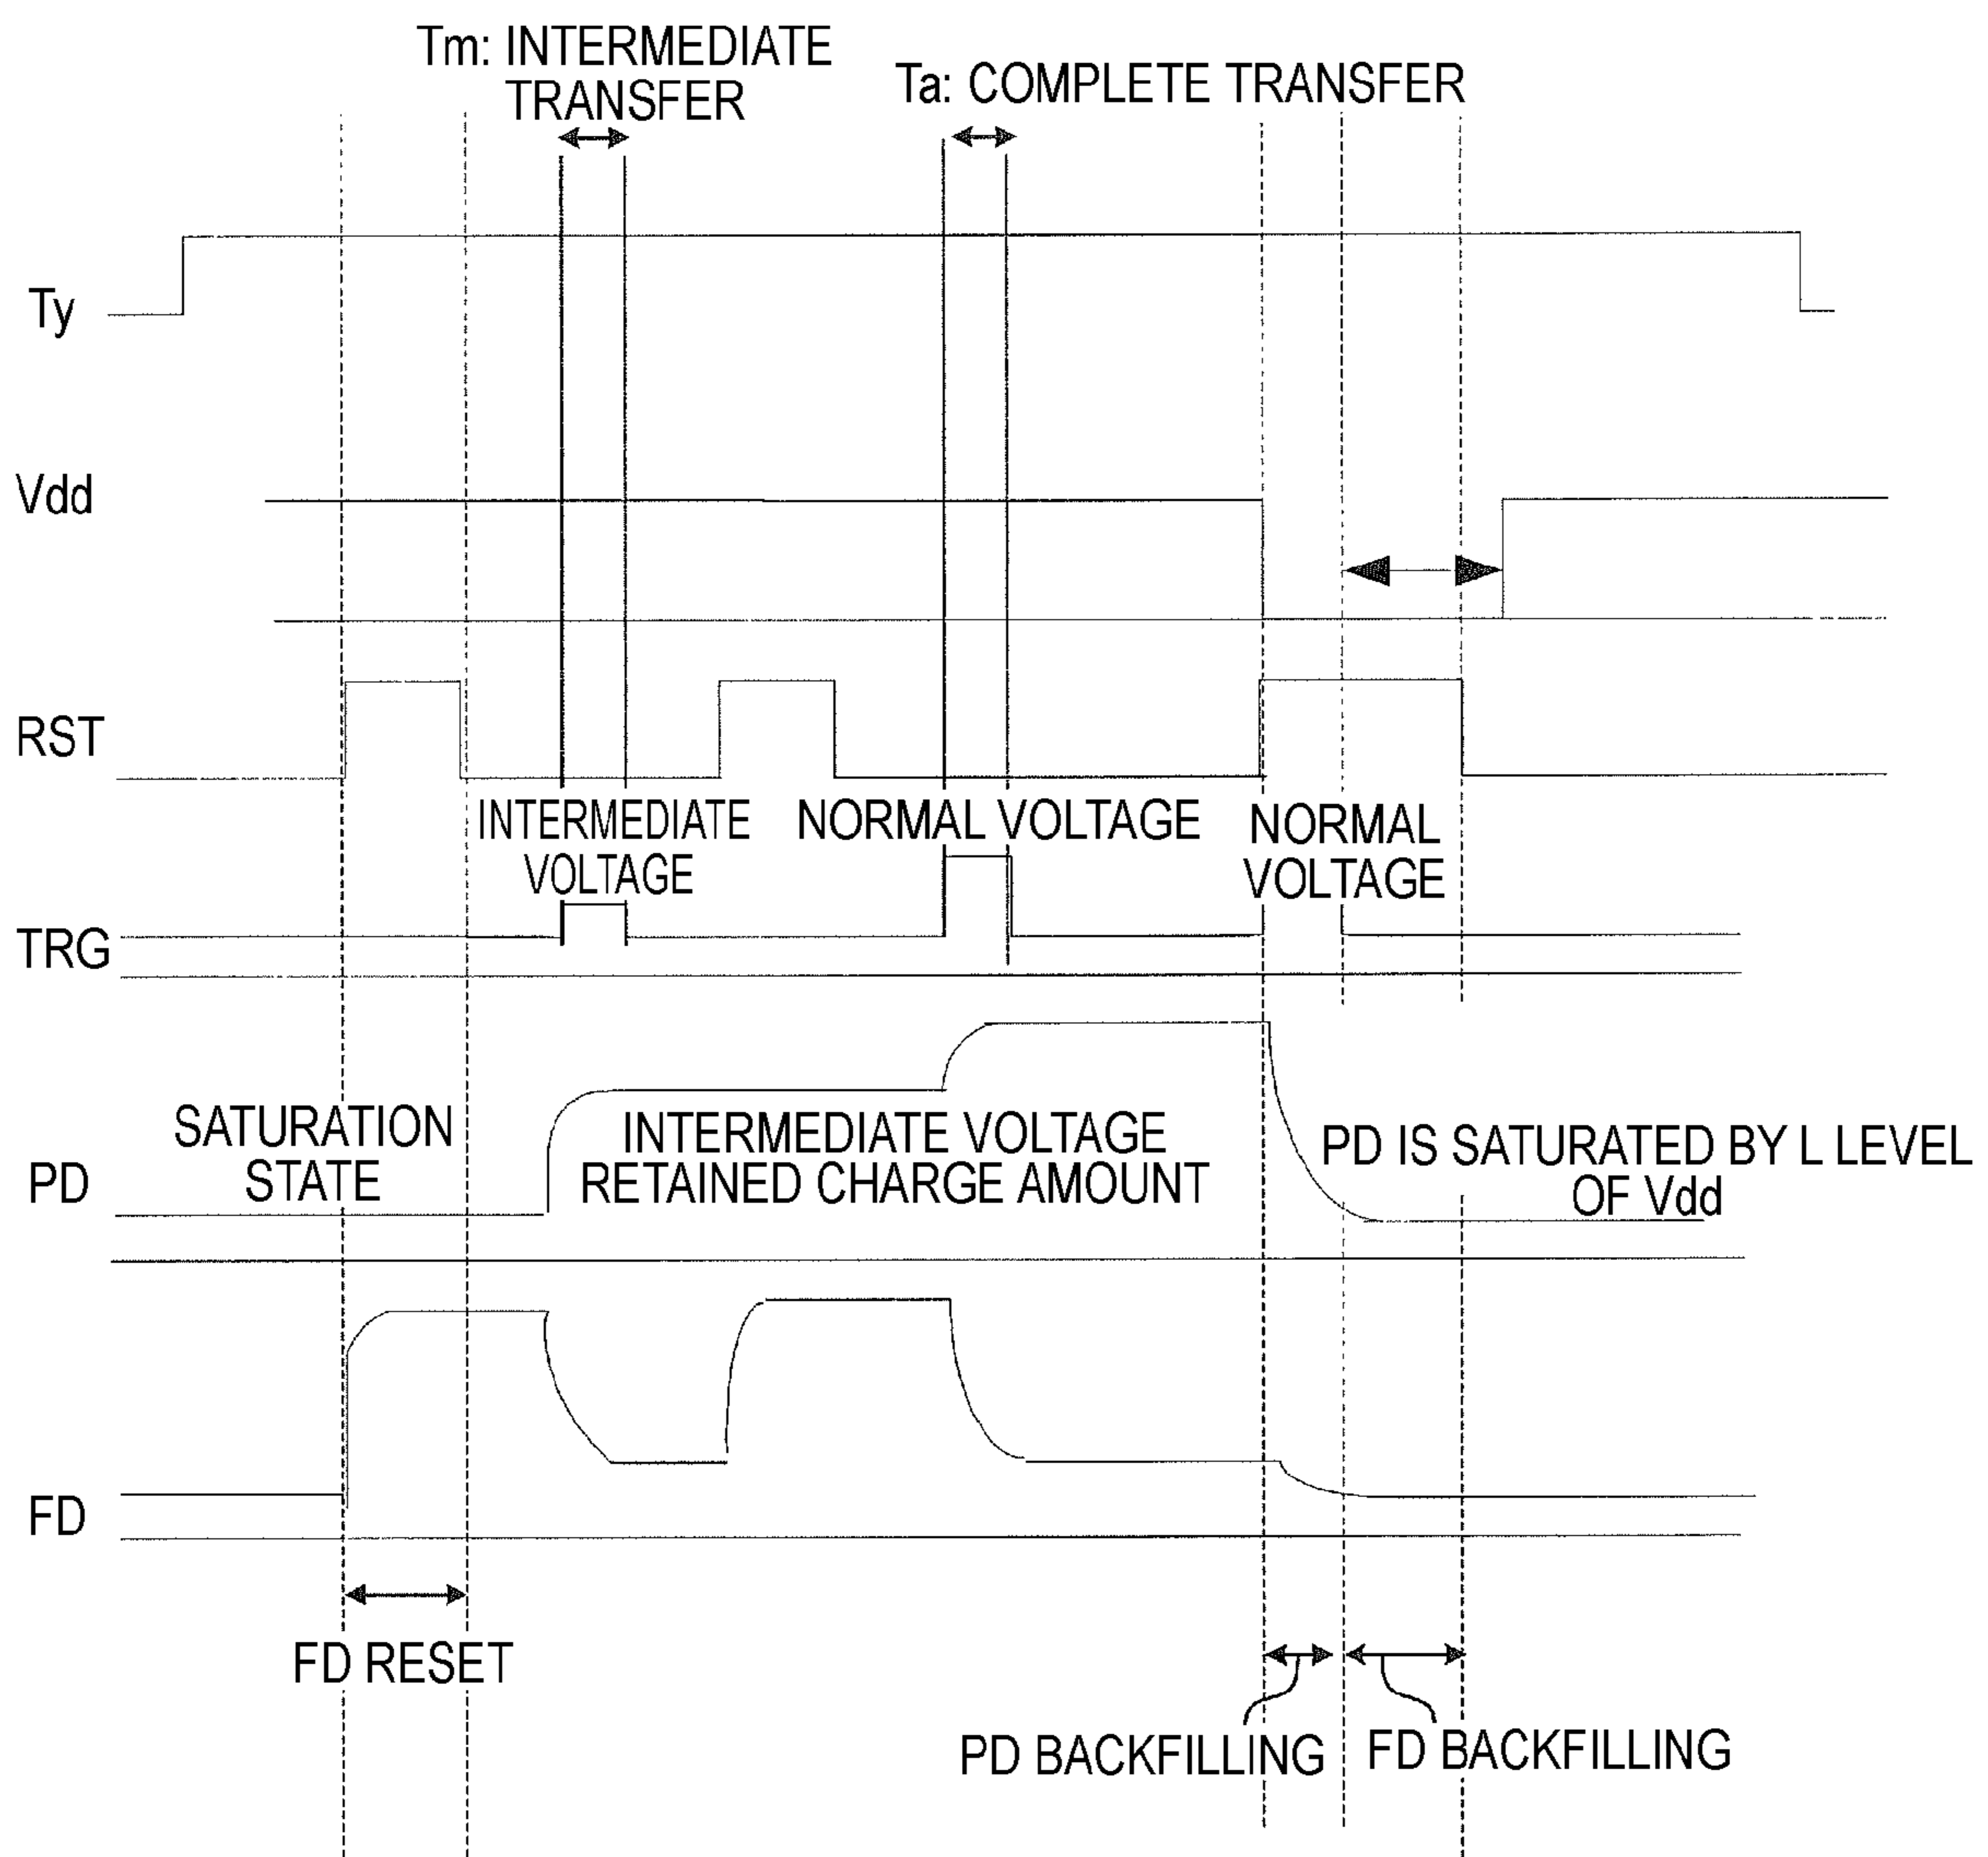 Tm: INTERMEDIATE
TRANSFER
Ta: COMPLETE TRANSFER
Ty
Vdd
RST
INTERMEDIATE
VOLTAGE
NORMAL VOLTAGE
NORMAL
VOLTAGE
TRG
SATURATION
STATE
INTERMEDIATE VOLTAGE
RETAINED CHARGE AMOUNT
PD IS SATURATED BY L LEVEL
OF Vdd
PD
FD
FD RESET
PD BACKFILLING
FD BACKFILLING